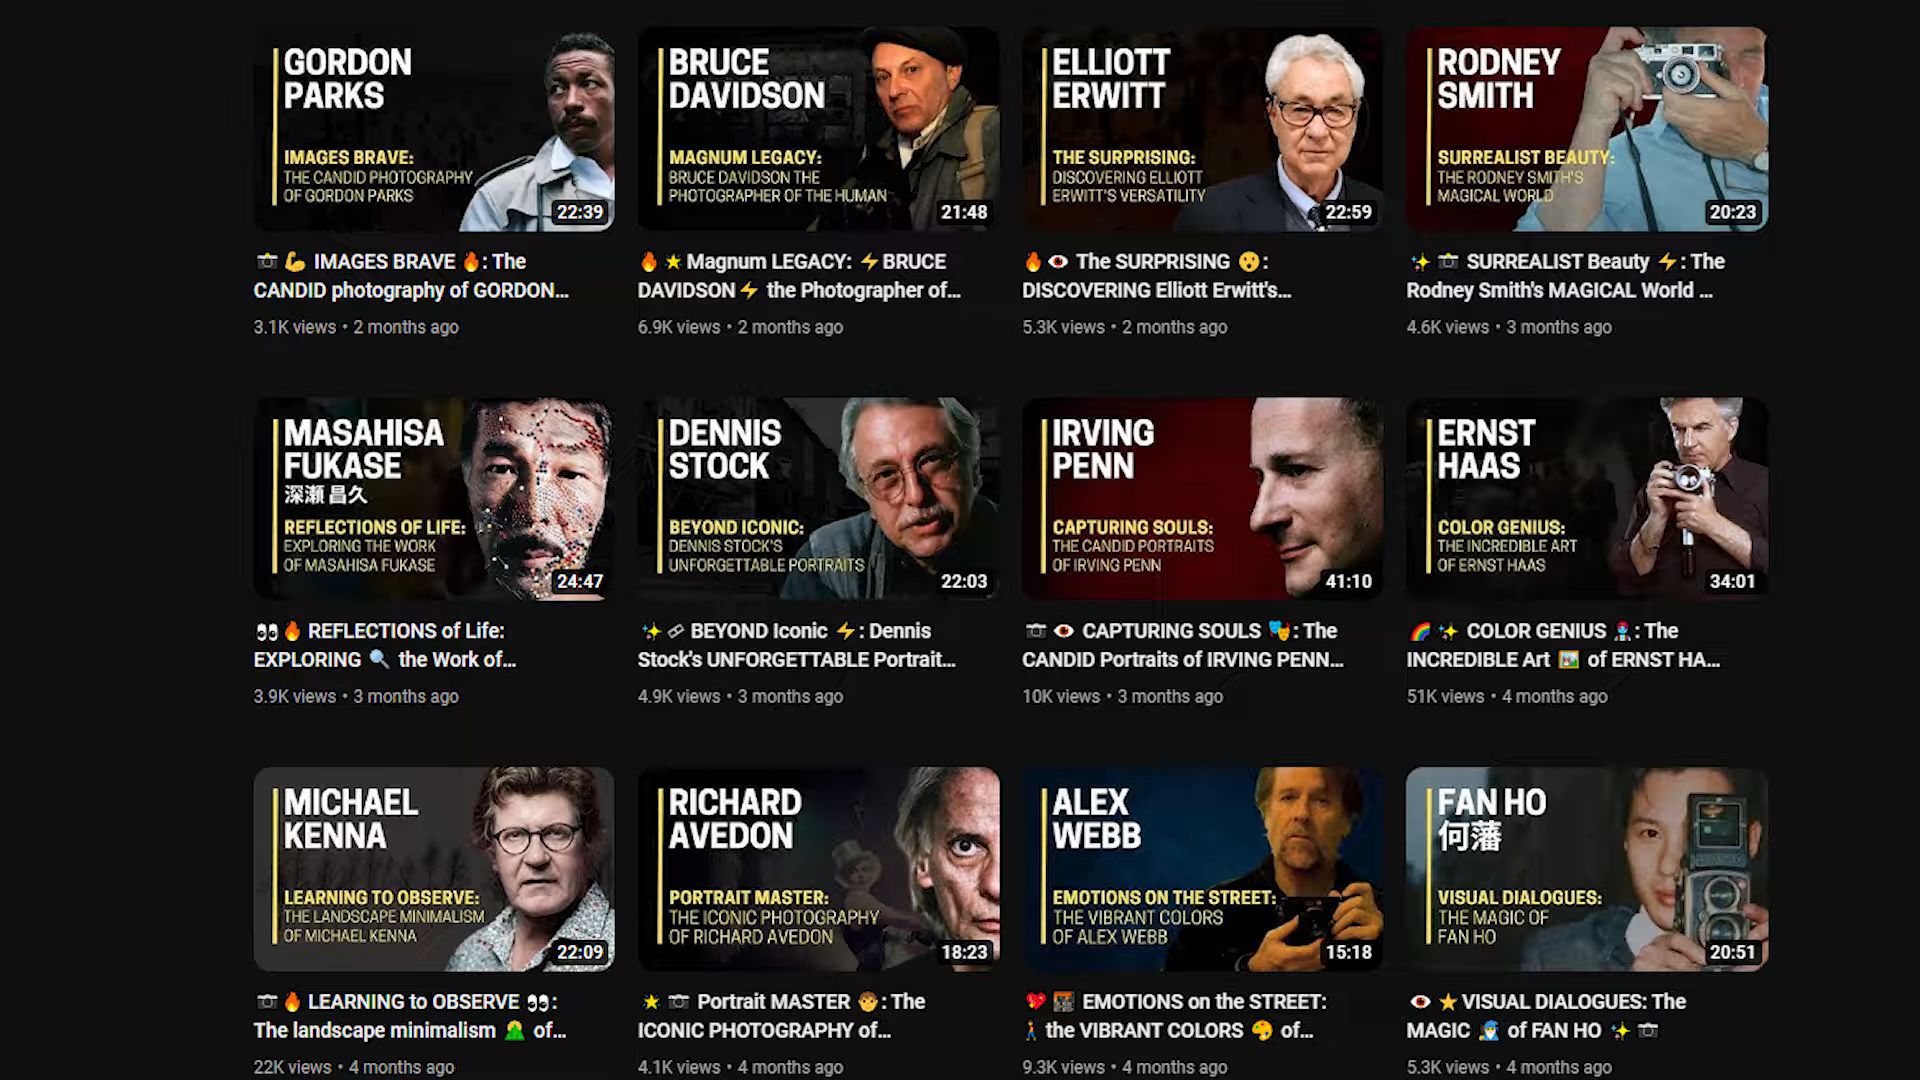 GORDON
PARKS
IMAGES BRAVE:
THE CANDID PHOTOGRAPHY
OF GORDON PARKS
22:39
IMAGES BRAVE : The
CANDID photography of GORDON...
3.1K views • 2 months ago
BRUCE
DAVIDSON
MAGNUM LEGACY:
BRUCE DAVIDSON THE
PHOTOGRAPHER OF THE HUMAN
21:48
Magnum LEGACY: ⚡BRUCE
DAVIDSON⚡ the Photographer of...
6.9K views • 2 months ago
ELLIOTT
ERWITT
THE SURPRISING:
DISCOVERING ELLIOTT
ERWITT'S VERSATILITY
22:59
The SURPRISING :
DISCOVERING Elliott Erwitt's...
5.3K views • 2 months ago
RODNEY
SMITH
SURREALIST BEAUTY:
THE RODNEY SMITH'S
MAGICAL WORLD
20:23
SURREALIST Beauty ⚡: The
Rodney Smith's MAGICAL World ...
4.6K views • 3 months ago
MASAHISA
FUKASE
深瀬 昌久
REFLECTIONS OF LIFE:
EXPLORING THE WORK
OF MASAHISA FUKASE
24:47
REFLECTIONS of Life:
EXPLORING the Work of...
3.9K views • 3 months ago
DENNIS
STOCK
BEYOND ICONIC:
DENNIS STOCK'S
UNFORGETTABLE PORTRAITS
22:03
BEYOND Iconic ⚡: Dennis
Stock's UNFORGETTABLE Portrait...
4.9K views • 3 months ago
IRVING
PENN
CAPTURING SOULS:
THE CANDID PORTRAITS
OF IRVING PENN
41:10
CAPTURING SOULS : The
CANDID Portraits of IRVING PENN...
10K views • 3 months ago
ERNST
HAAS
COLOR GENIUS:
THE INCREDIBLE ART
OF ERNST HAAS
34:01
COLOR GENIUS : The
INCREDIBLE Art of ERNST HA...
51K views • 4 months ago
MICHAEL
KENNA
LEARNING TO OBSERVE:
THE LANDSCAPE MINIMALISM
OF MICHAEL KENNA
22:09
LEARNING to OBSERVE :
The landscape minimalism of...
22K views • 4 months ago
RICHARD
AVEDON
PORTRAIT MASTER:
THE ICONIC PHOTOGRAPHY
OF RICHARD AVEDON
18:23
Portrait MASTER : The
ICONIC PHOTOGRAPHY of...
4.1K views • 4 months ago
ALEX
WEBB
EMOTIONS ON THE STREET:
THE VIBRANT COLORS
OF ALEX WEBB
15:18
EMOTIONS on the STREET:
the VIBRANT COLORS of...
9.3K views • 4 months ago
FAN HO
何藩
VISUAL DIALOGUES:
THE MAGIC OF
FAN HO
20:51
VISUAL DIALOGUES: The
MAGIC of FAN HO
5.3K views • 4 months ago